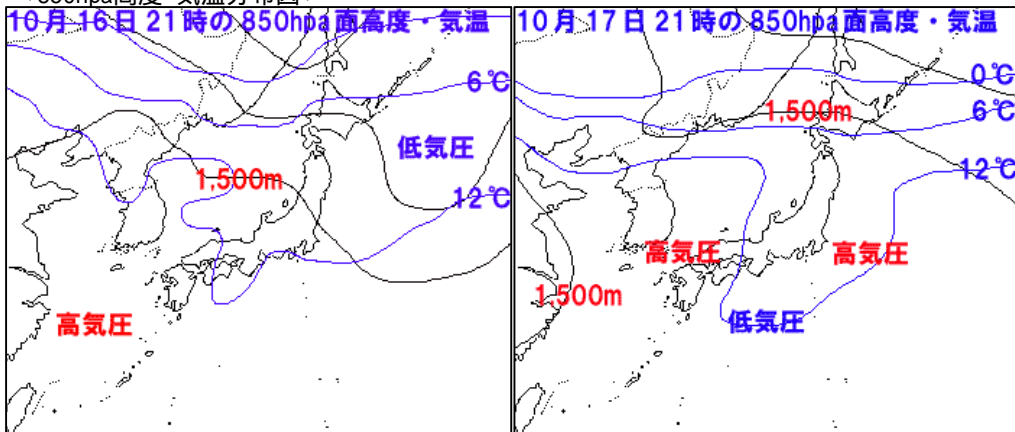 10月16日21時の850hpa面高度・気温
6℃
低気圧
1,500m
12℃
高気圧
10月17日21時の850hpa面高度・気温
0℃
1,500m
6℃
12℃
高気圧
高気圧
1,500m
低気圧